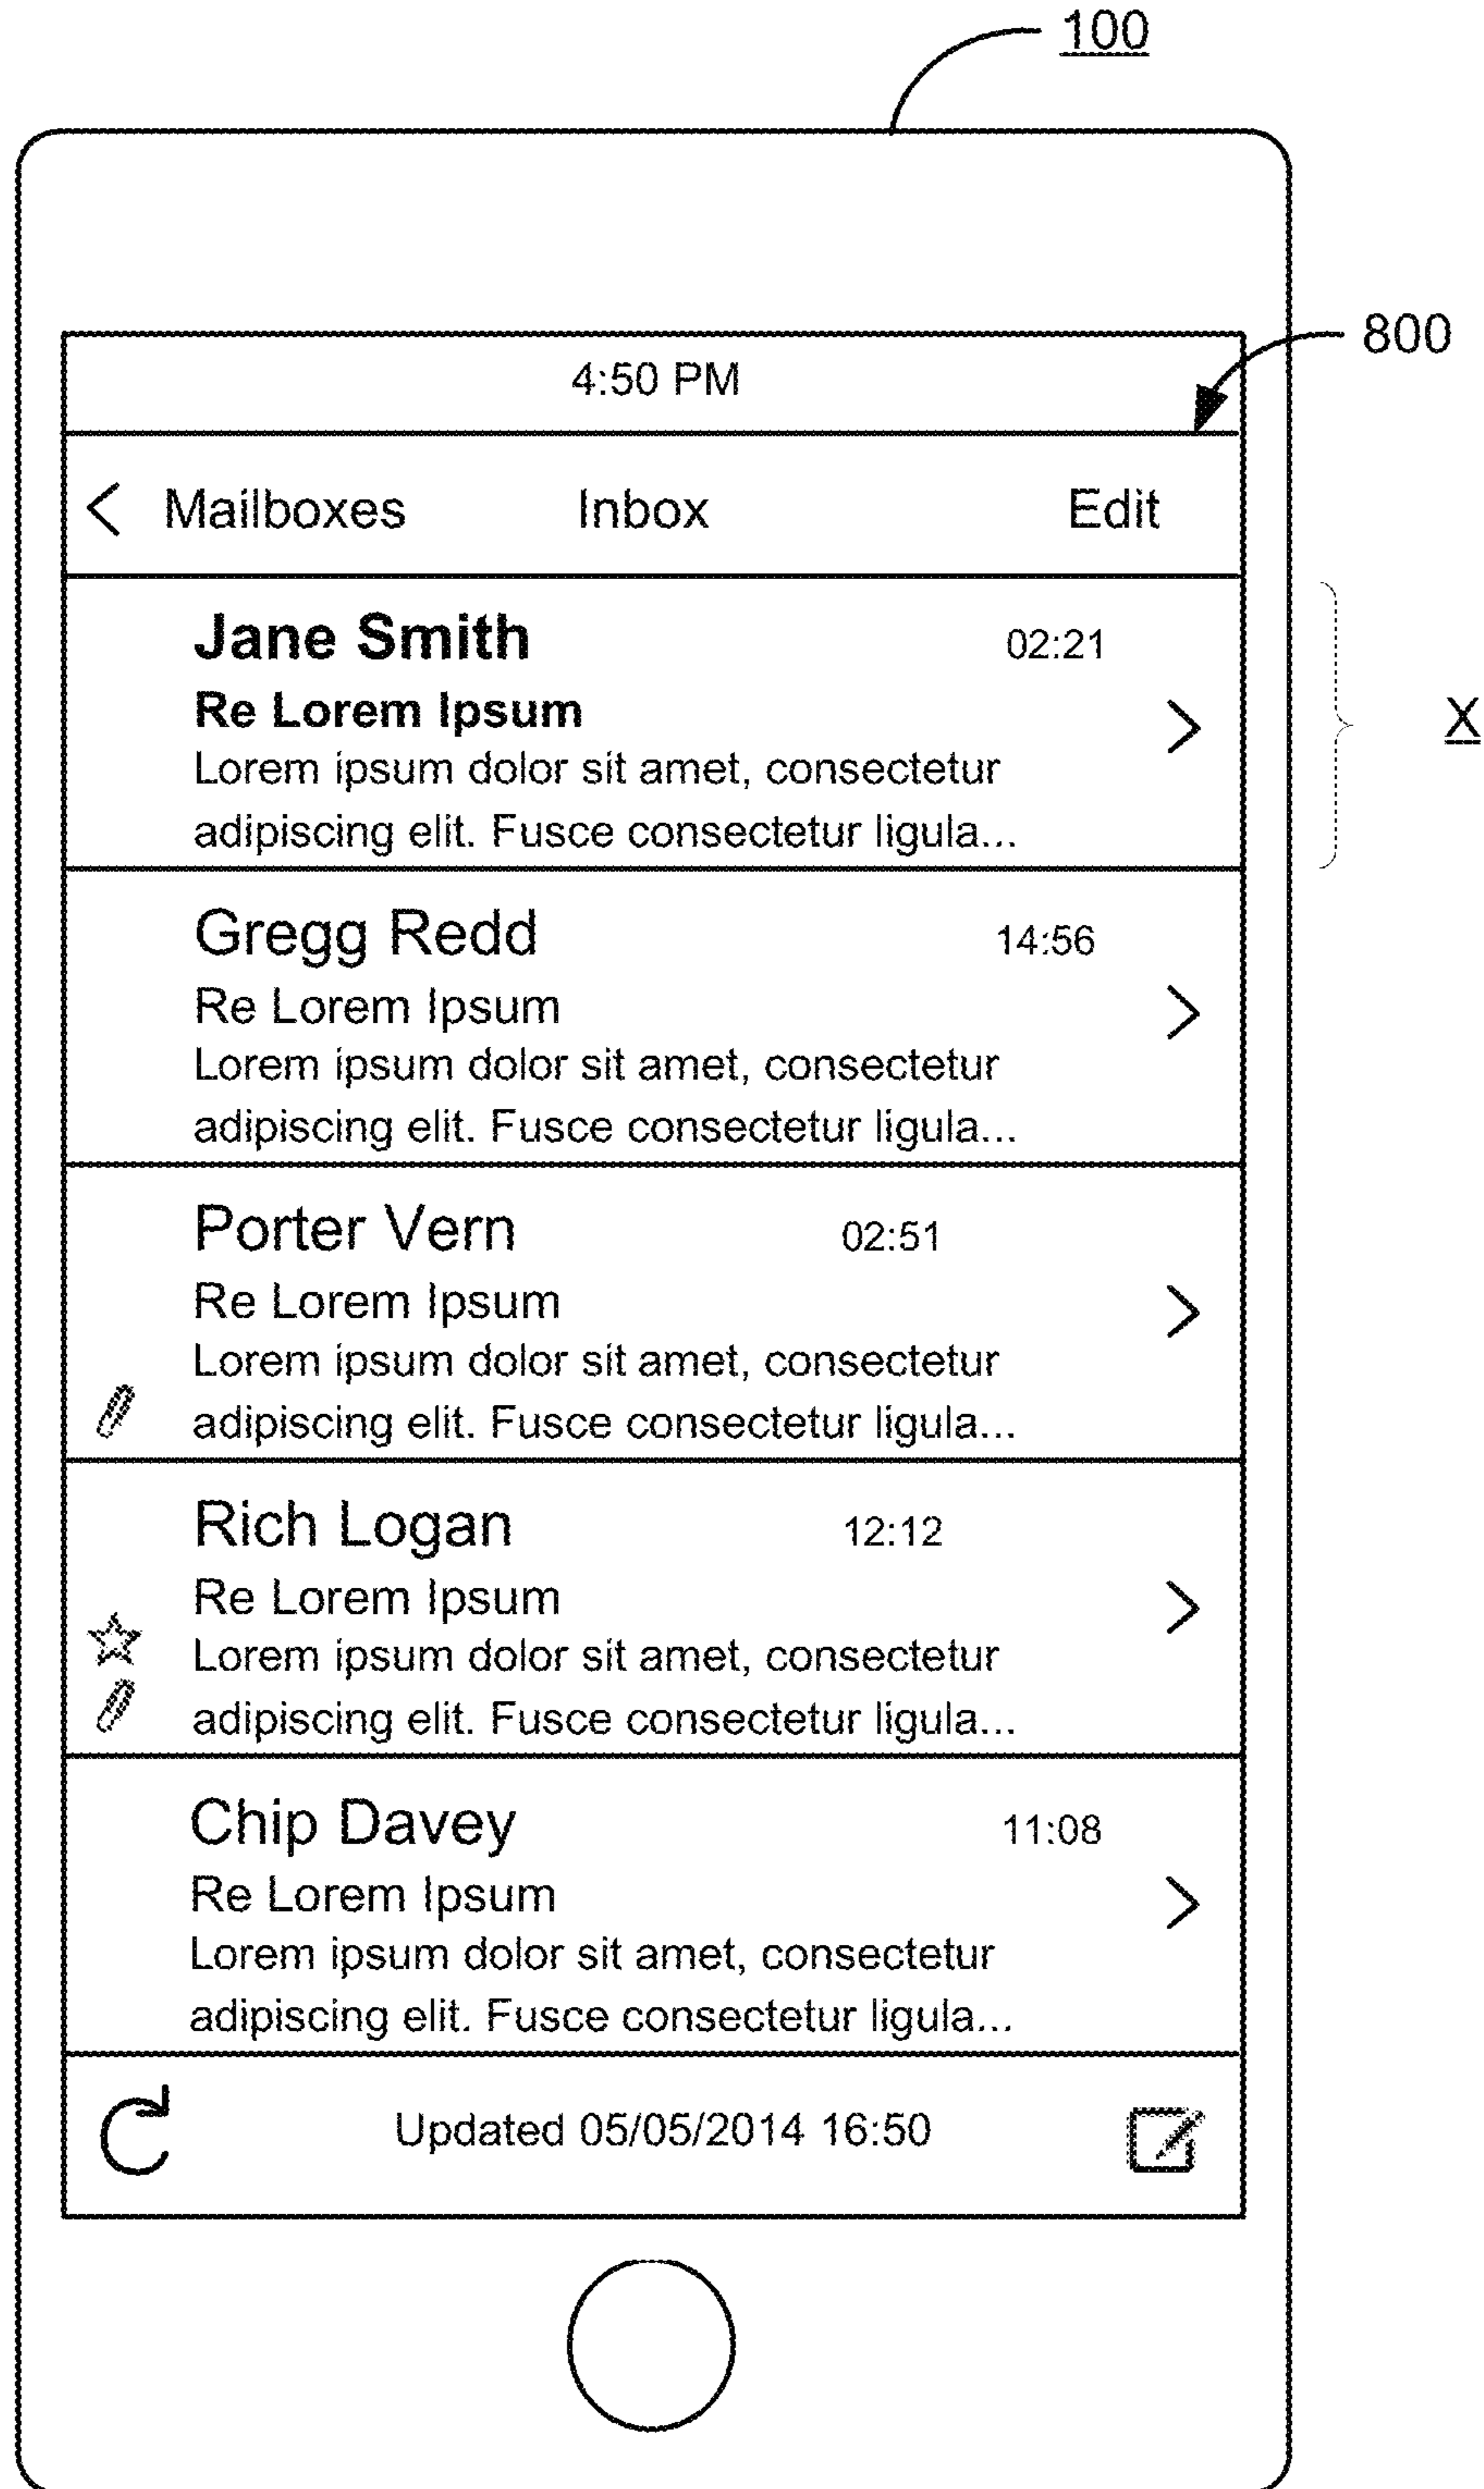 100
800
4:50 PM
Mailboxes Inbox Edit
Jane Smith 02:21
Re Lorem Ipsum
X
Lorem ipsum dolor sit amet, consectetur
adipiscing elit. Fusce consectetur ligula...
Gregg Redd 14:56
Re Lorem Ipsum
Lorem ipsum dolor sit amet, consectetur
adipiscing elit. Fusce consectetur ligula...
Porter Vern 02:51
Re Lorem Ipsum
Lorem ipsum dolor sit amet, consectetur
adipiscing elit. Fusce consectetur ligula...
Rich Logan 12:12
Re Lorem Ipsum
Lorem ipsum dolor sit amet, consectetur
adipiscing elit. Fusce consectetur ligula...
Chip Davey 11:08
Re Lorem Ipsum
Lorem ipsum dolor sit amet, consectetur
adipiscing elit. Fusce consectetur ligula...
Updated 05/05/2014 16:50